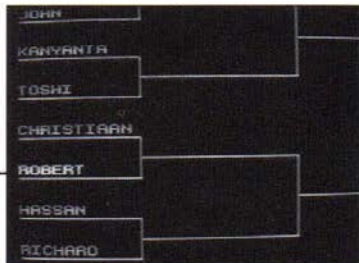 JOHN
KANYANTA
TOSHI
CHRISTIAAN
ROBERT
HASSAN
RICHARD